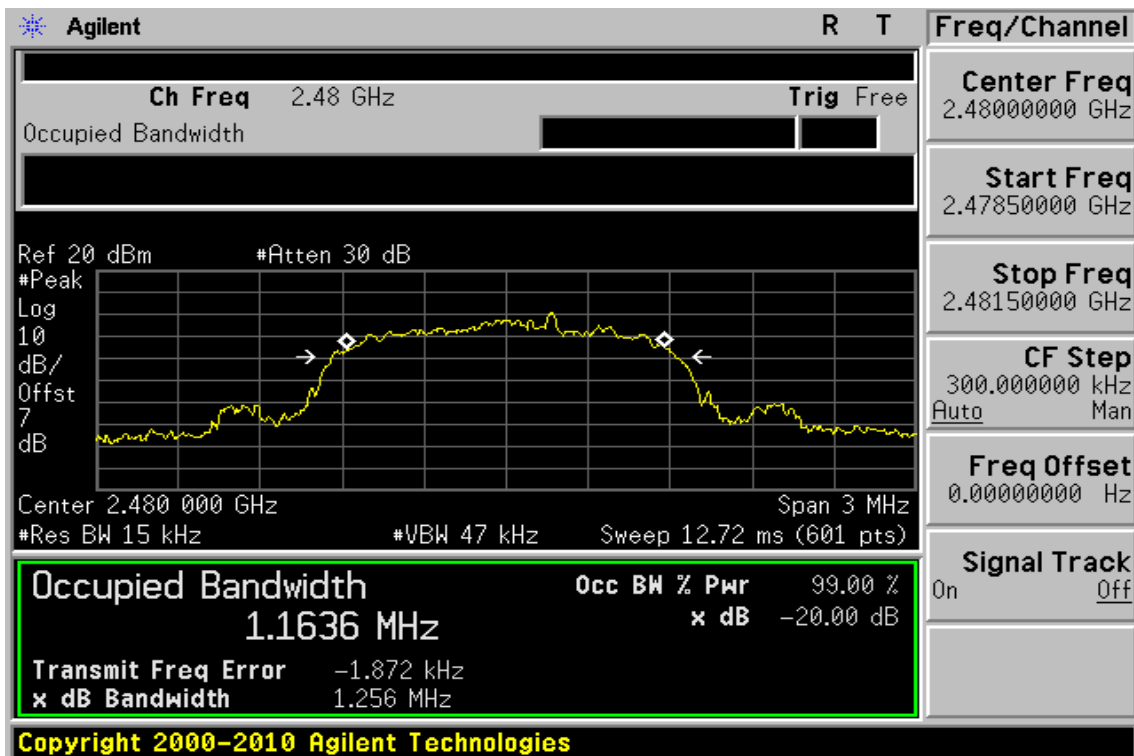 Agilent R T
Ch Freq 2.48 GHz Trig Free
Occupied Bandwidth
Ref 20 dBm #Atten 30 dB
#Peak
Log
10
dB/
Offst
7
dB
Center 2.480 000 GHz Span 3 MHz
#Res BW 15 kHz #VBW 47 kHz Sweep 12.72 ms (601 pts)
Occupied Bandwidth
1.1636 MHz
Occ BW % Pwr 99.00 %
x dB -20.00 dB
Transmit Freq Error -1.872 kHz
x dB Bandwidth 1.256 MHz
Copyright 2000-2010 Agilent Technologies
Freq/Channel
Center Freq
2.48000000 GHz
Start Freq
2.47850000 GHz
Stop Freq
2.48150000 GHz
CF Step
300.000000 kHz
Auto Man
Freq Offset
0.00000000 Hz
Signal Track
On Off